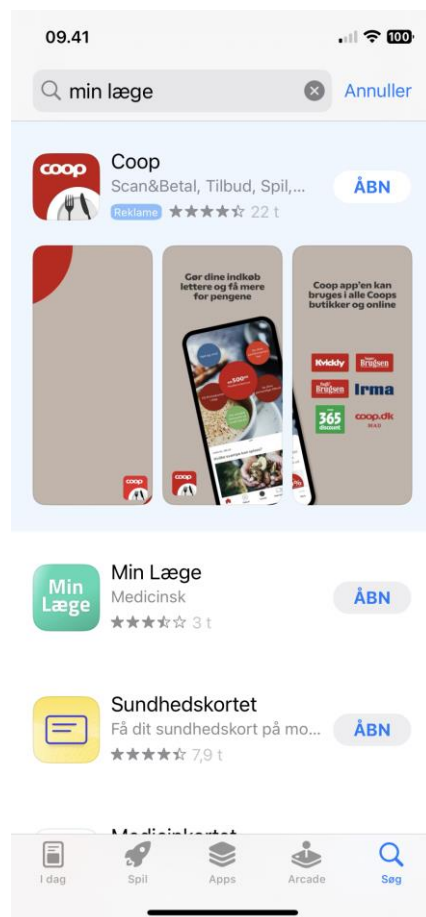 09.41
100
min læge
Annuller
coop
Coop
Scan&Betal, Tilbud, Spil,...
ÅBN
Reklame
22 t
Gør dine indkøb
lettere og få mere
for pengene
500
Coop app'en kan
bruges i alle Coops
butikker og online
Kvickly
Brugsen
Brugsen
Irma
365
discount
coop.dk
MAD
coop
coop
Min
Læge
Min Læge
Medicinsk
ÅBN
3 t
Sundhedskortet
Få dit sundhedskort på mo...
ÅBN
7,9 t
Medicinkortet
I dag
Spil
Apps
Arcade
Søg